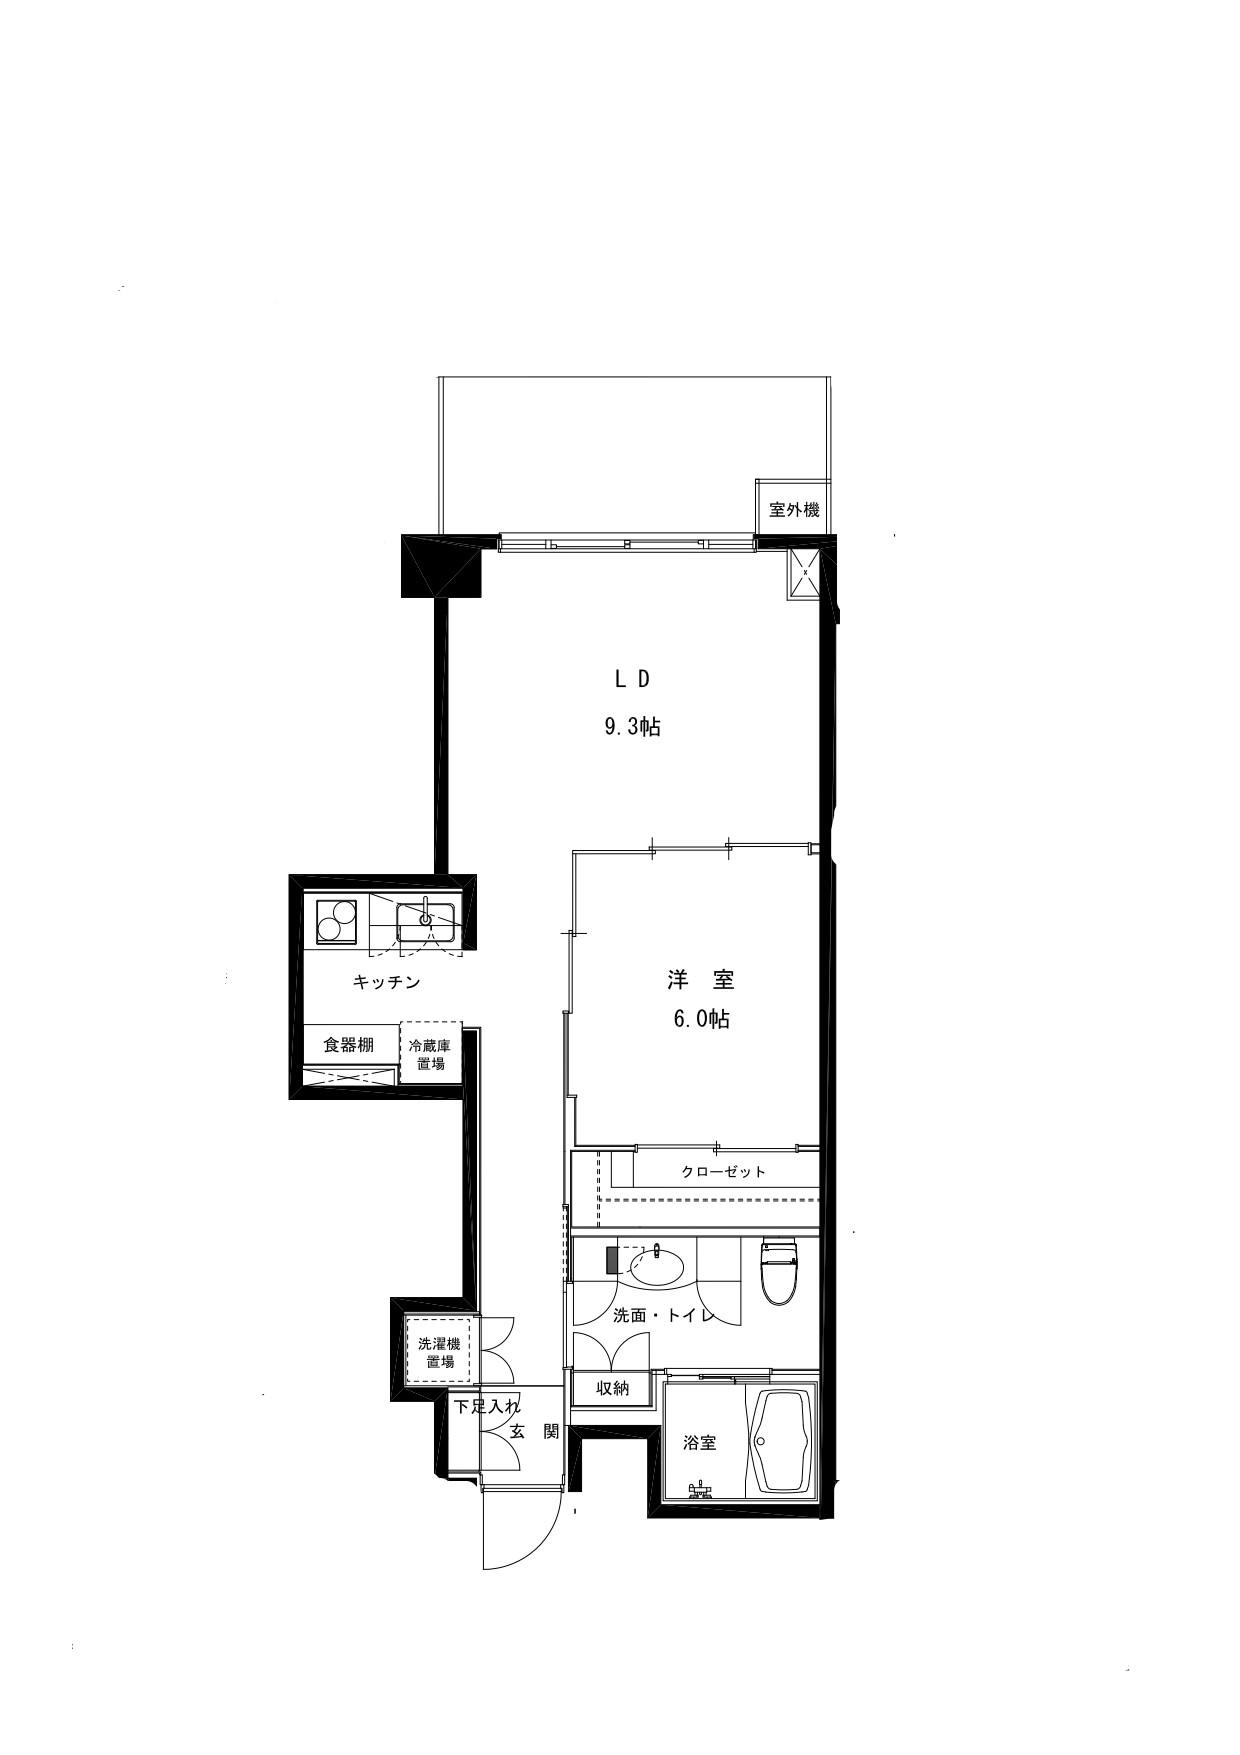 室外機
ＬＤ
9.3帖
洋　室
6.0帖
キッチン
食器棚
冷蔵庫
置場
クローゼット
洗面・トイレ
洗濯機
置場
収納
下足入れ
玄　関
浴室